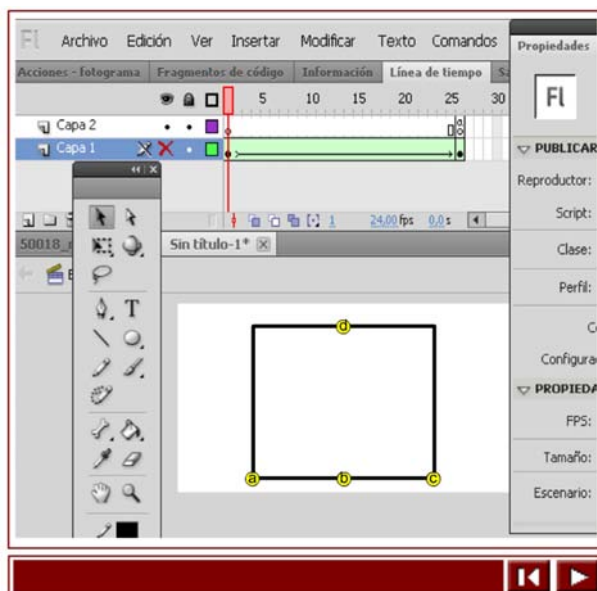 Fl Archivo Edición Ver Insertar Modificar Texto Comandos
Propiedades
Acciones - fotograma Fragmentos de código Información Línea de tiempo
5 10 15 20 25 30
Fl
Capa 2
a
Capa 1
PUBLICAR
Reproductor:
Script:
1 24,00 fps 0,0 s
50018_ Sin título-1*
Clase:
Perfil:
T
Configura
PROPIEDA
FPS:
Tamaño:
Escenario:
d
a b c